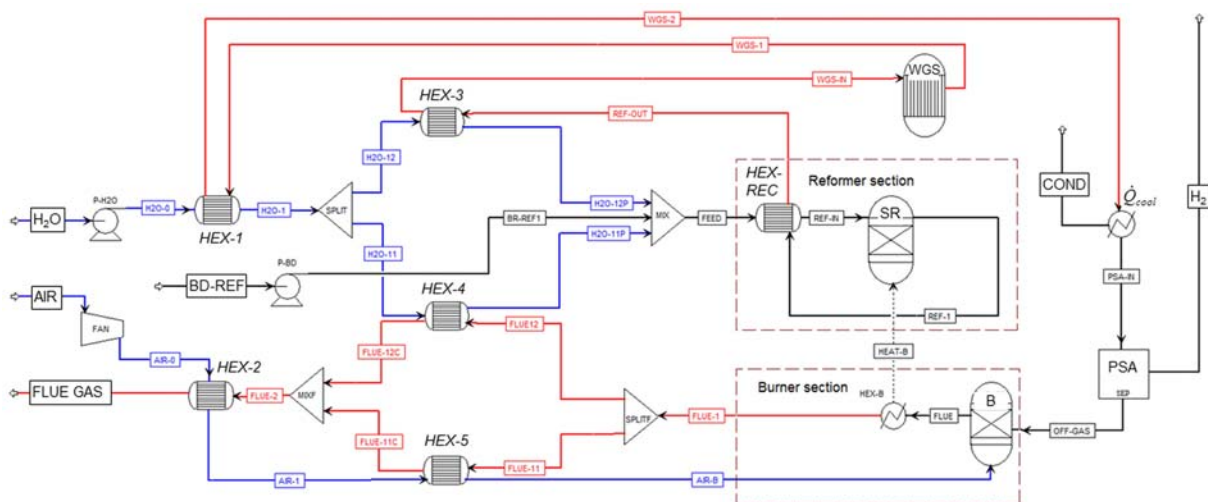 WGS-2
WGS-1
WGS-IN
WGS
HEX-3
REF-OUT
H2O-12
HEX-
REC
Reformer section
COND
Q̇cool
H2
P-H2O
H2O
H2O-0
HEX-1
H2O-1
SPLIT
H2O-12P
MIX
FEED
REF-IN
SR
BR-REF1
H2O-11P
H2O-11
PSA-IN
P-BD
BD-REF
HEX-4
REF-1
AIR
FAN
FLUE12
HEAT-B
AIR-0
FLUE-12C
PSA
SEP
HEX-2
Burner section
HEX-B
B
FLUE GAS
FLUE-2
MIXF
SPLITF
FLUE-1
FLUE
OFF-GAS
FLUE-11C
HEX-5
FLUE-11
AIR-1
AIR-B